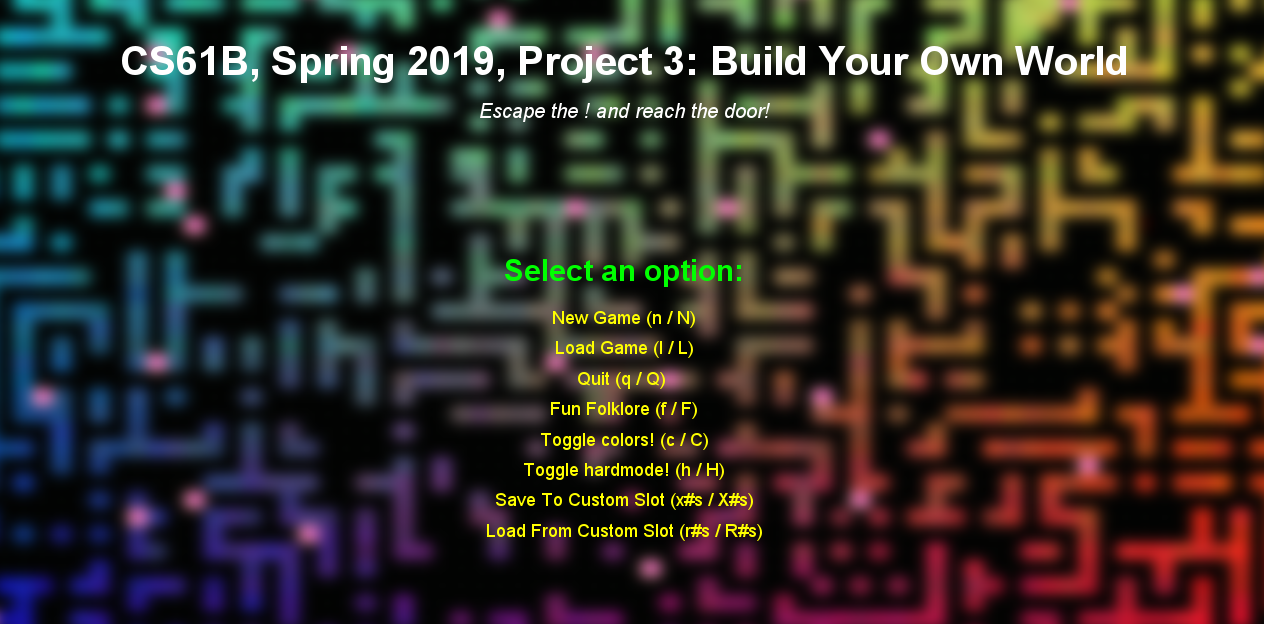 CS61B, Spring 2019, Project 3: Build Your Own World
Escape the ! and reach the door!
Select an option:
New Game (n / N)
Load Game (l / L)
Quit (q / Q)
Fun Folklore (f / F)
Toggle colors! (c / C)
Toggle hardmode! (h / H)
Save To Custom Slot (x#s / X#s)
Load From Custom Slot (r#s / R#s)